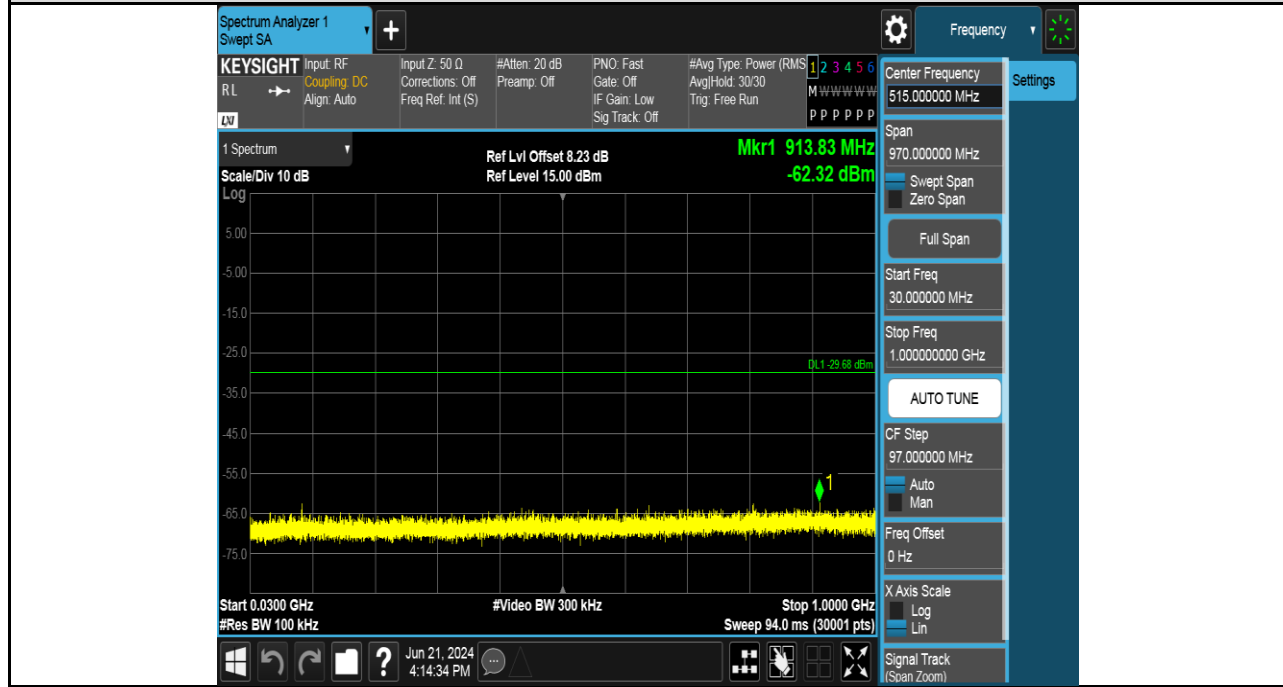 Spectrum Analyzer 1
Swept SA
+
Frequency
KEYSIGHT
RL
LXI
Input: RF
Coupling: DC
Align: Auto
Input Z: 50 Ω
Corrections: Off
Freq Ref: Int (S)
#Atten: 20 dB
Preamp: Off
PNO: Fast
Gate: Off
IF Gain: Low
Sig Track: Off
#Avg Type: Power (RMS
Avg|Hold: 30/30
Trig: Free Run
1 2 3 4 5 6
M W W W W W
P P P P P P
1 Spectrum
Scale/Div 10 dB
Ref Lvl Offset 8.23 dB
Ref Level 15.00 dBm
Mkr1 913.83 MHz
-62.32 dBm
Log
5.00
-5.00
-15.0
-25.0
DL1 -29.68 dBm
-35.0
-45.0
-55.0
1
-65.0
-75.0
Start 0.0300 GHz
#Video BW 300 kHz
Stop 1.0000 GHz
#Res BW 100 kHz
Sweep 94.0 ms (30001 pts)
?
Jun 21, 2024
4:14:34 PM
Center Frequency
515.000000 MHz
Settings
Span
970.000000 MHz
Swept Span
Zero Span
Full Span
Start Freq
30.000000 MHz
Stop Freq
1.000000000 GHz
AUTO TUNE
CF Step
97.000000 MHz
Auto
Man
Freq Offset
0 Hz
X Axis Scale
Log
Lin
Signal Track
(Span Zoom)